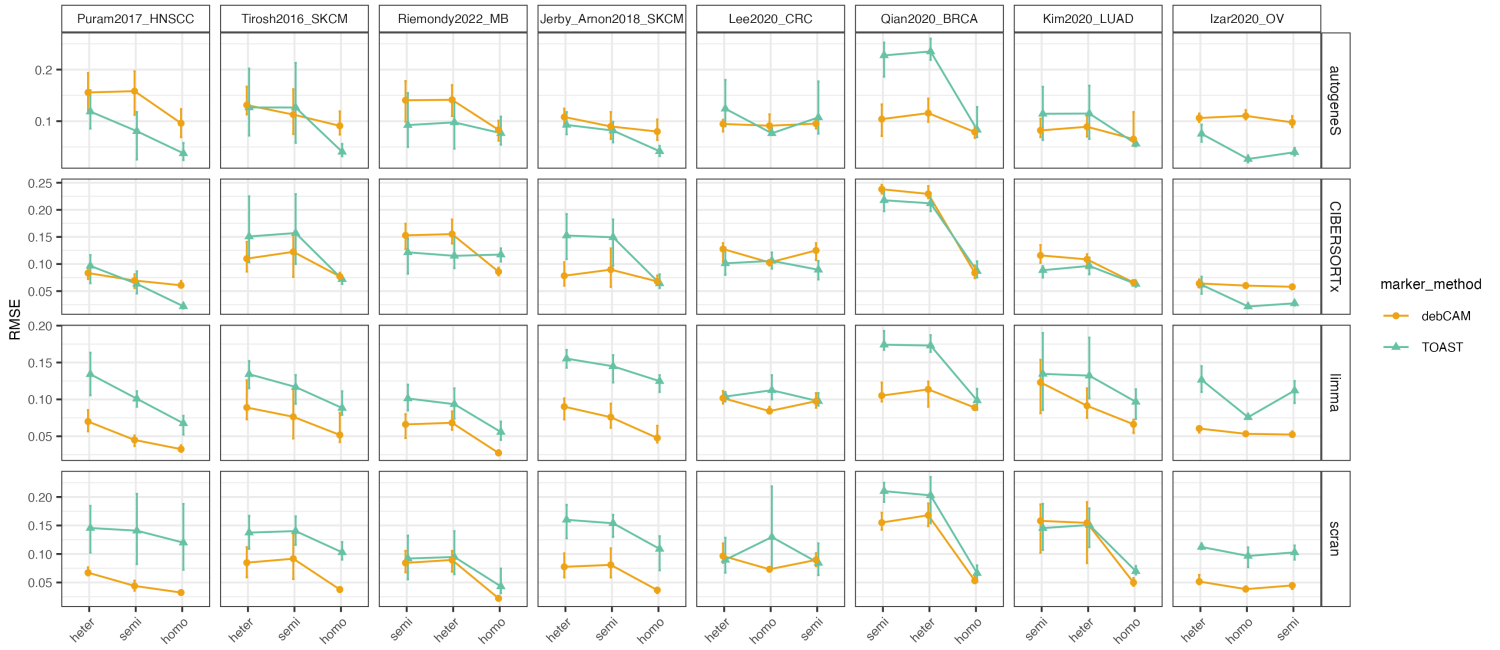 Puram2017_HNSCC Tirosh2016_SKCM Riemondy2022_MB Jerby_Arnon2018_SKCM Lee2020_CRC Qian2020_BRCA Kim2020_LUAD Izar2020_OV
0.2
0.1
autogeneS
0.25
0.20
0.15
0.10
0.05
CIBERSORTx
0.20
0.15
0.10
0.05
limma
0.20
0.15
0.10
0.05
scran
RMSE
heter semi homo heter semi homo semi heter homo heter semi homo heter homo semi semi heter homo semi heter homo heter homo semi
marker_method
debCAM
TOAST